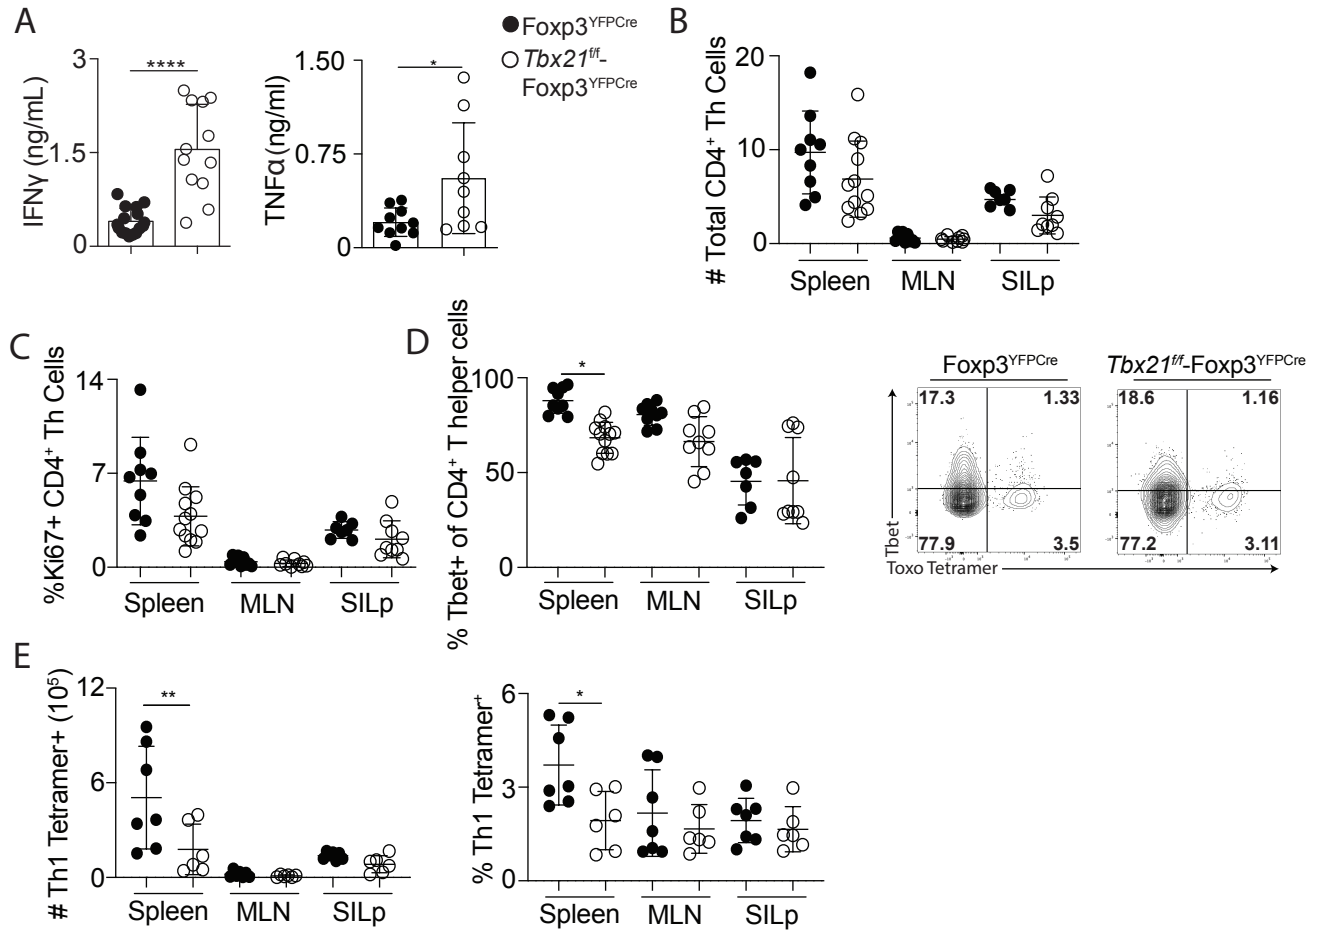 A
IFNγ (ng/mL)
3
1.5
0
****
TNFα (ng/ml)
1.50
0.75
0
*
Foxp3YFPCre
Tbx21f/f-
Foxp3YFPCre
B
# Total CD4+ Th Cells
20
10
0
Spleen MLN SILp
C
%Ki67+ CD4+ Th Cells
14
7
0
Spleen MLN SILp
D
% Tbet+ of CD4+ T helper cells
100
50
0
*
Spleen MLN SILp
Foxp3YFPCre Tbx21f/f-Foxp3YFPCre
17.3 1.33 18.6 1.16
Tbet
77.9 3.5 77.2 3.11
Toxo Tetramer
E
# Th1 Tetramer+ (10⁵)
12
6
0
**
Spleen MLN SILp
% Th1 Tetramer+
6
3
0
*
Spleen MLN SILp